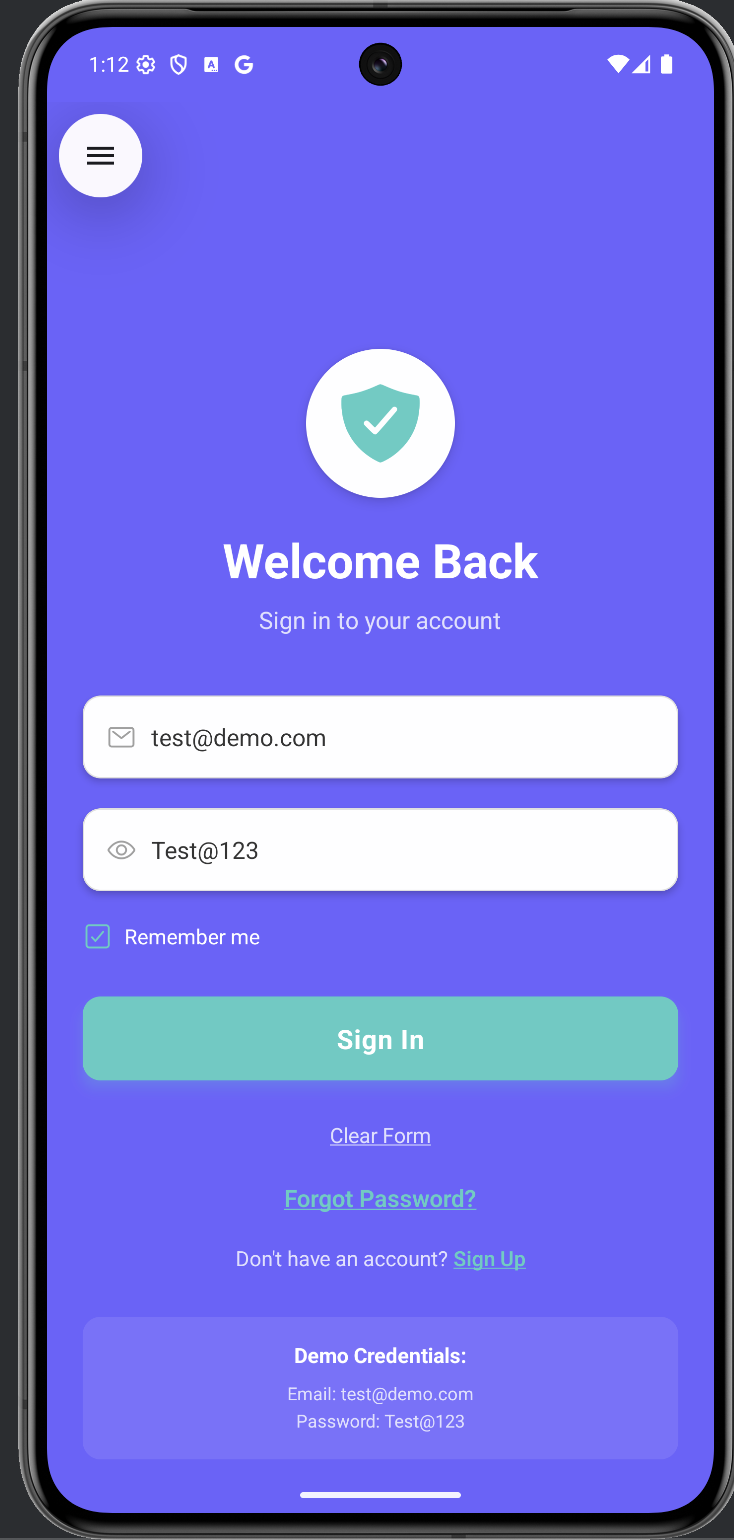 1:12
Welcome Back
Sign in to your account
test@demo.com
Test@123
Remember me
Sign In
Clear Form
Forgot Password?
Don't have an account? Sign Up
Demo Credentials:
Email: test@demo.com
Password: Test@123